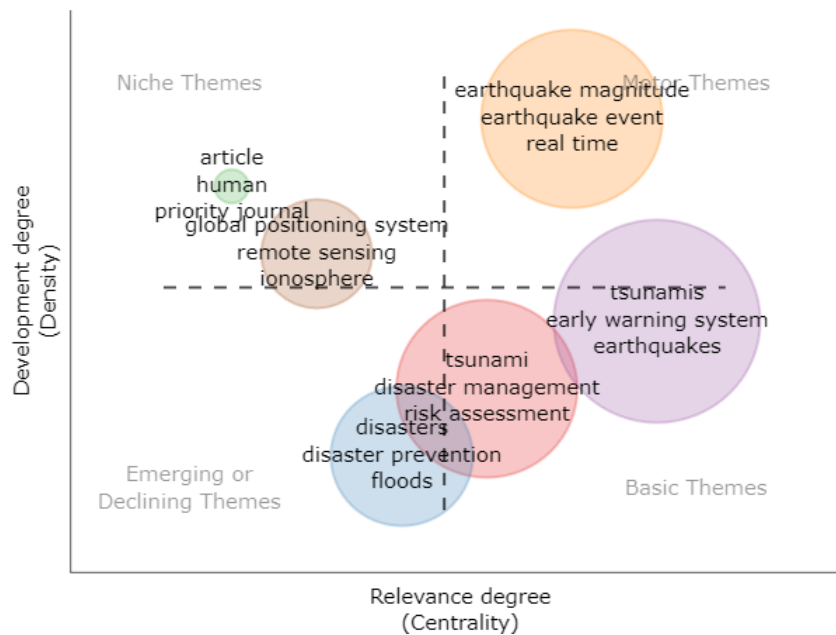 Niche Themes
Motor Themes
earthquake magnitude
earthquake event
real time
article
human
priority journal
global positioning system
remote sensing
ionosphere
tsunamis
early warning system
earthquakes
tsunami
disaster management
risk assessment
disasters
disaster prevention
floods
Emerging or
Declining Themes
Basic Themes
Development degree
(Density)
Relevance degree
(Centrality)